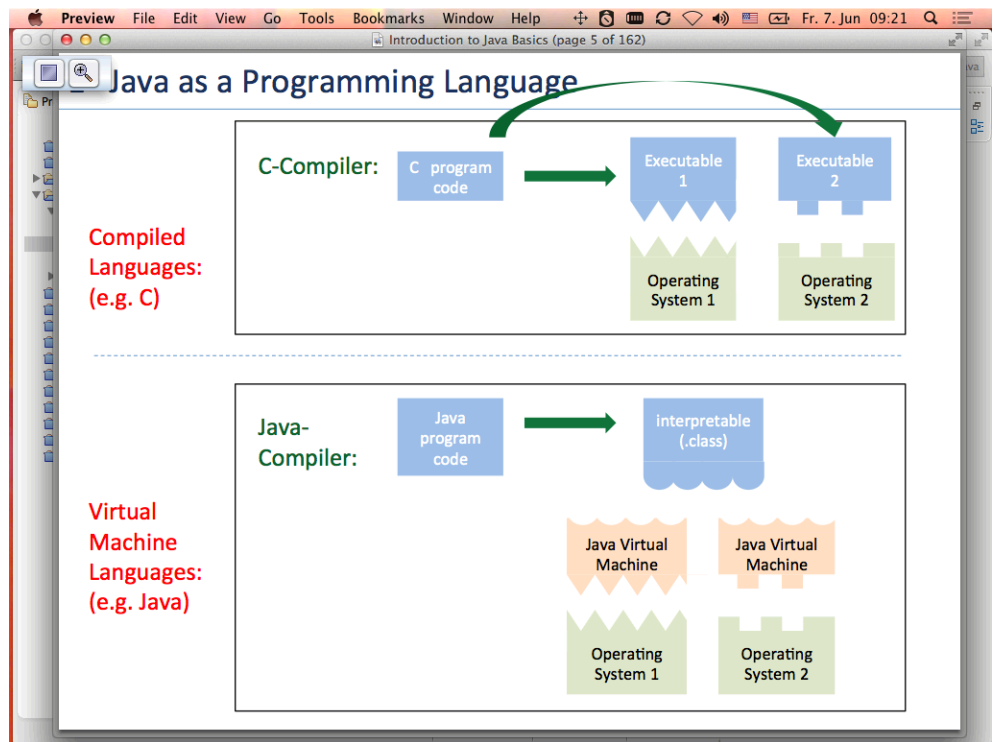 Preview File Edit View Go Tools Bookmarks Window Help Fr. 7. Jun 09:21
Introduction to Java Basics (page 5 of 162)
Java as a Programming Language
C-Compiler:
C program
code
Executable
1
Executable
2
Compiled
Languages:
(e.g. C)
Operating
System 1
Operating
System 2
Java-
Compiler:
Java
program
code
interpretable
(.class)
Virtual
Machine
Languages:
(e.g. Java)
Java Virtual
Machine
Java Virtual
Machine
Operating
System 1
Operating
System 2